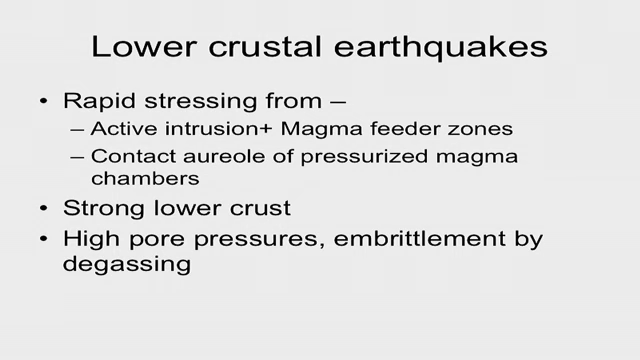 Lower crustal earthquakes
• Rapid stressing from –
– Active intrusion+ Magma feeder zones
– Contact aureole of pressurized magma
chambers
• Strong lower crust
• High pore pressures, embrittlement by
degassing